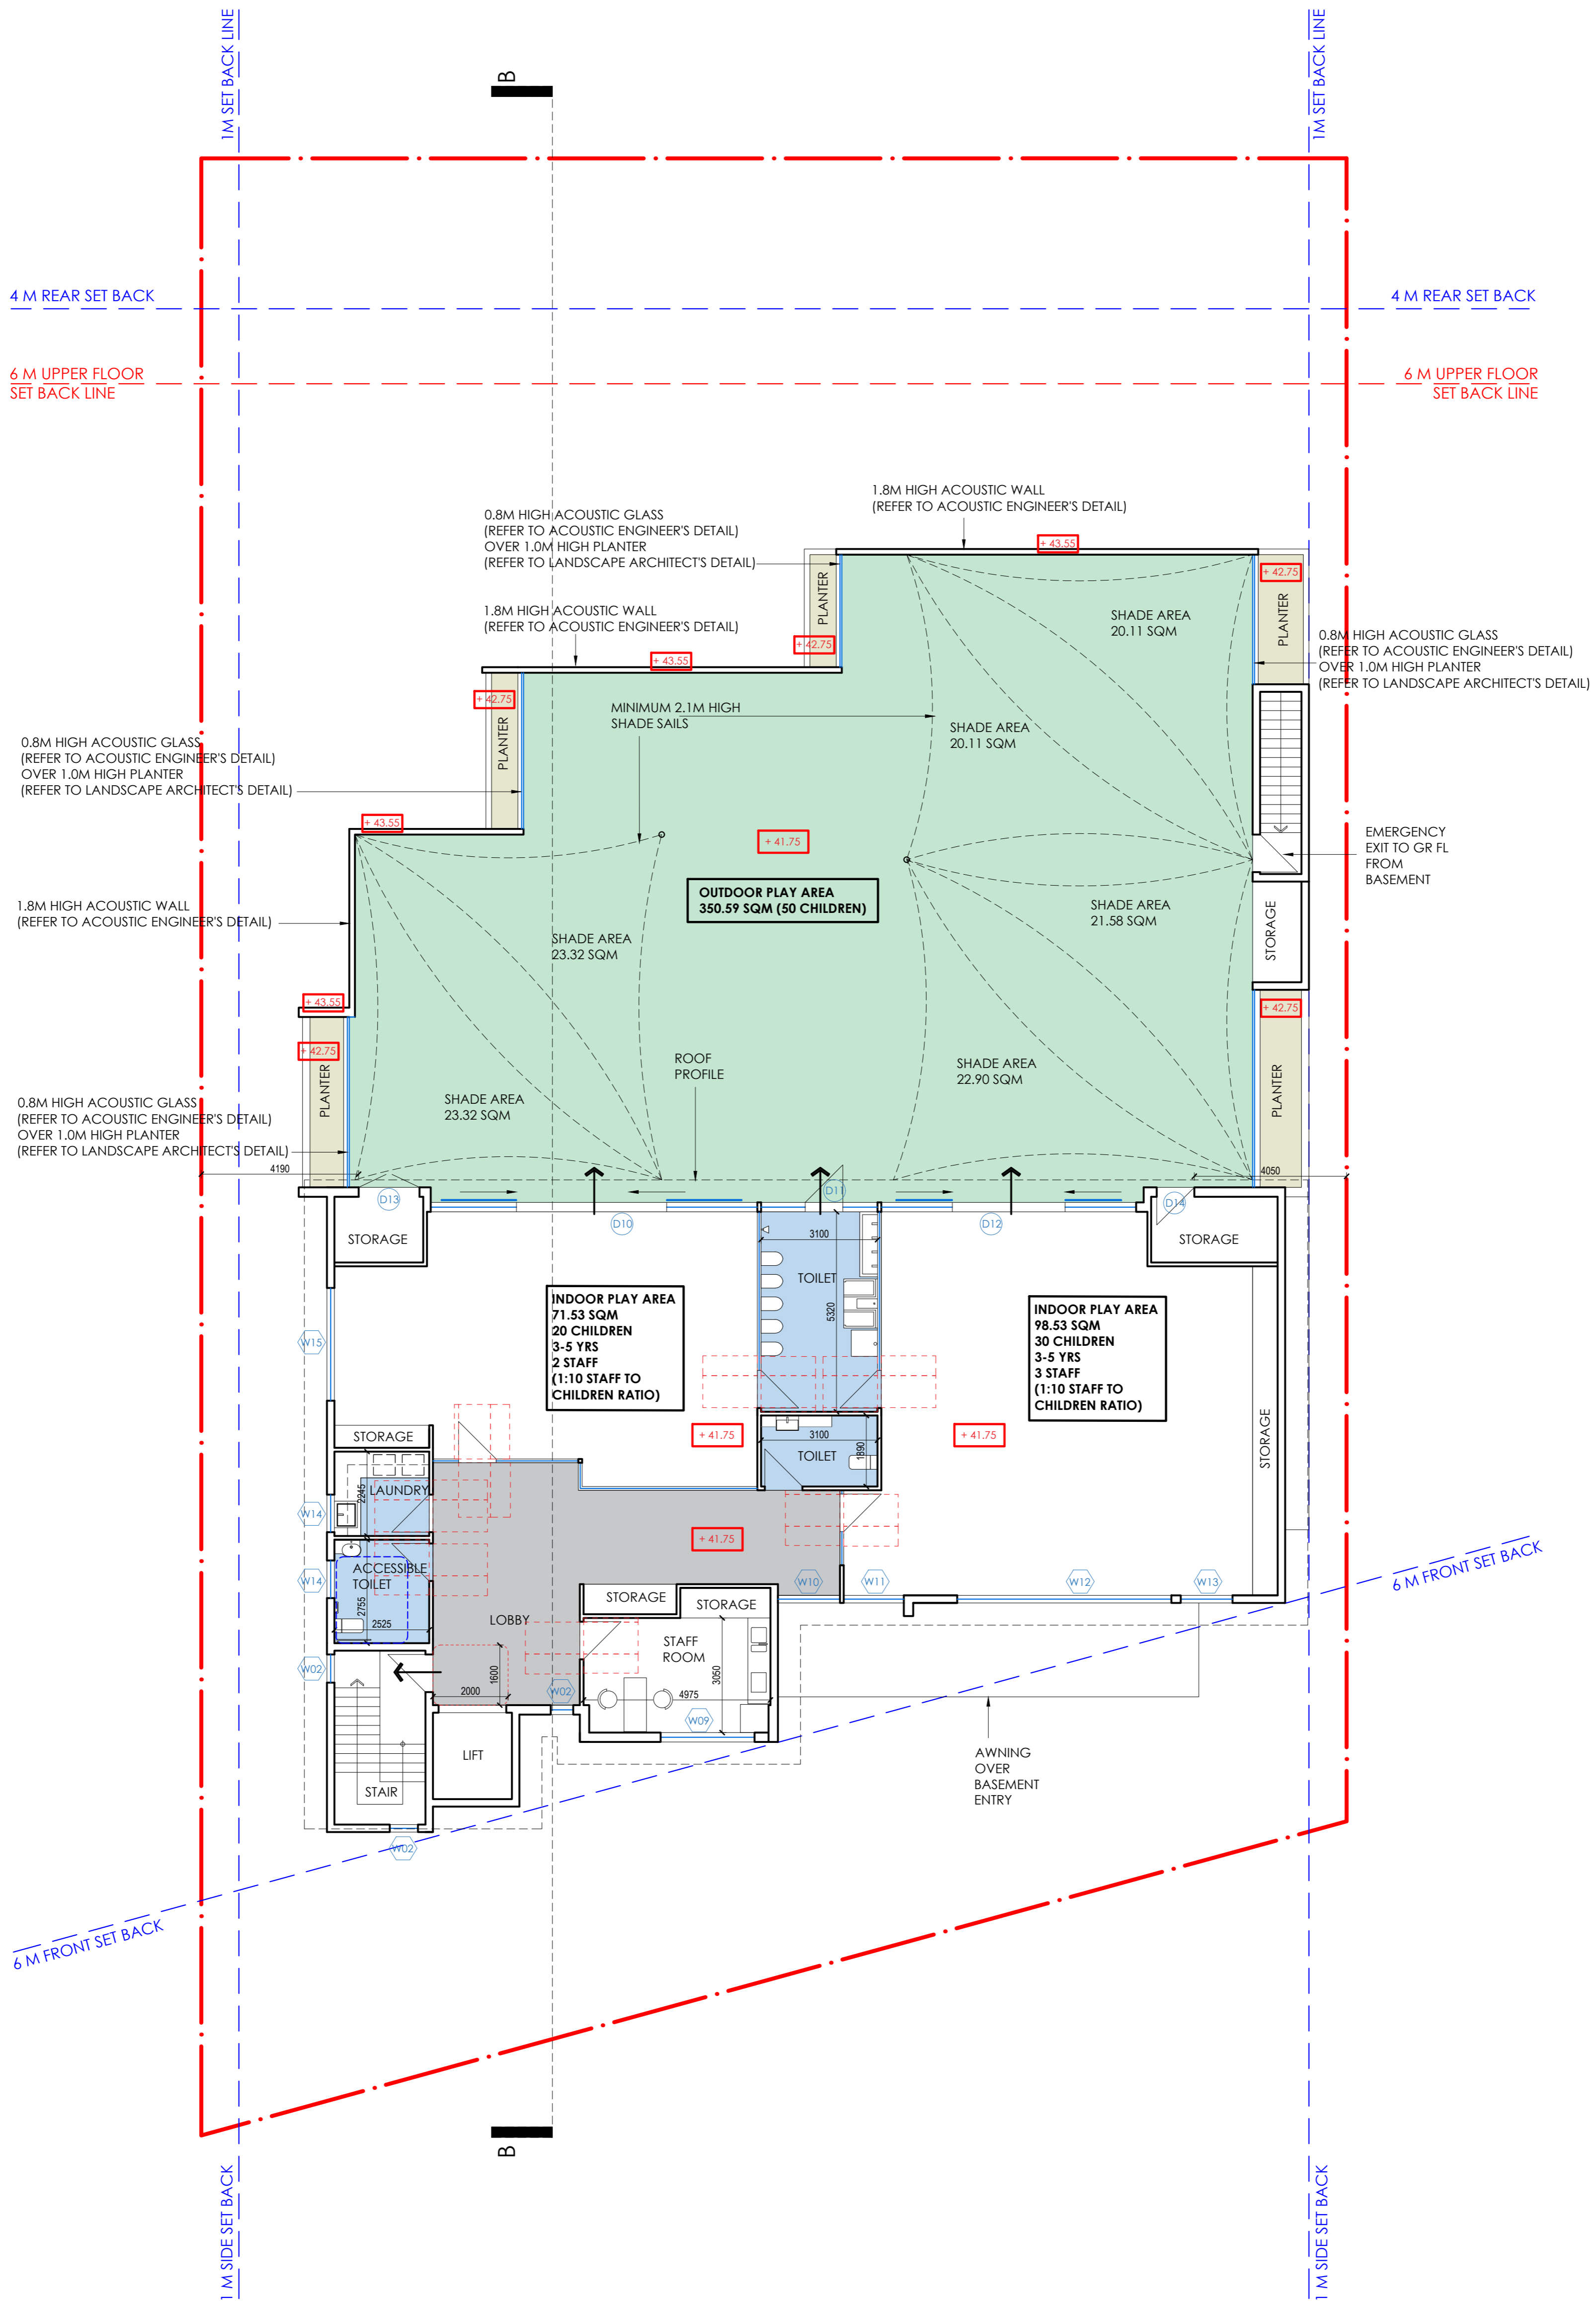 1M SET BACK LINE
1M SET BACK LINE
B
4 M REAR SET BACK
4 M REAR SET BACK
6 M UPPER FLOOR
SET BACK LINE
6 M UPPER FLOOR
SET BACK LINE
1.8M HIGH ACOUSTIC WALL
(REFER TO ACOUSTIC ENGINEER'S DETAIL)
0.8M HIGH ACOUSTIC GLASS
(REFER TO ACOUSTIC ENGINEER'S DETAIL)
OVER 1.0M HIGH PLANTER
(REFER TO LANDSCAPE ARCHITECT'S DETAIL)
+ 43.55
+ 42.75
PLANTER
PLANTER
SHADE AREA
20.11 SQM
1.8M HIGH ACOUSTIC WALL
(REFER TO ACOUSTIC ENGINEER'S DETAIL)
+ 42.75
+ 43.55
0.8M HIGH ACOUSTIC GLASS
(REFER TO ACOUSTIC ENGINEER'S DETAIL)
OVER 1.0M HIGH PLANTER
(REFER TO LANDSCAPE ARCHITECT'S DETAIL)
+ 42.75
PLANTER
MINIMUM 2.1M HIGH
SHADE SAILS
SHADE AREA
20.11 SQM
0.8M HIGH ACOUSTIC GLASS
(REFER TO ACOUSTIC ENGINEER'S DETAIL)
OVER 1.0M HIGH PLANTER
(REFER TO LANDSCAPE ARCHITECT'S DETAIL)
+ 43.55
+ 41.75
EMERGENCY
EXIT TO GR FL
FROM
BASEMENT
OUTDOOR PLAY AREA
350.59 SQM (50 CHILDREN)
1.8M HIGH ACOUSTIC WALL
(REFER TO ACOUSTIC ENGINEER'S DETAIL)
SHADE AREA
21.58 SQM
STORAGE
SHADE AREA
23.32 SQM
+ 43.55
+ 42.75
+ 42.75
PLANTER
ROOF
PROFILE
SHADE AREA
22.90 SQM
PLANTER
SHADE AREA
23.32 SQM
0.8M HIGH ACOUSTIC GLASS
(REFER TO ACOUSTIC ENGINEER'S DETAIL)
OVER 1.0M HIGH PLANTER
(REFER TO LANDSCAPE ARCHITECT'S DETAIL)
4190
4050
D13
D11
D14
D10
D12
STORAGE
3100
STORAGE
TOILET
5320
INDOOR PLAY AREA
71.53 SQM
20 CHILDREN
3-5 YRS
2 STAFF
(1:10 STAFF TO
CHILDREN RATIO)
INDOOR PLAY AREA
98.53 SQM
30 CHILDREN
3-5 YRS
3 STAFF
(1:10 STAFF TO
CHILDREN RATIO)
W15
STORAGE
+ 41.75
3100
+ 41.75
STORAGE
TOILET
1890
LAUNDRY
2245
W14
+ 41.75
ACCESSIBLE
TOILET
W14
2755
2525
W10
W11
W12
W13
6 M FRONT SET BACK
STORAGE
STORAGE
LOBBY
STAFF
ROOM
3050
W02
1600
2000
W02
4975
W09
LIFT
STAIR
AWNING
OVER
BASEMENT
ENTRY
W02
6 M FRONT SET BACK
B
1 M SIDE SET BACK
1 M SIDE SET BACK